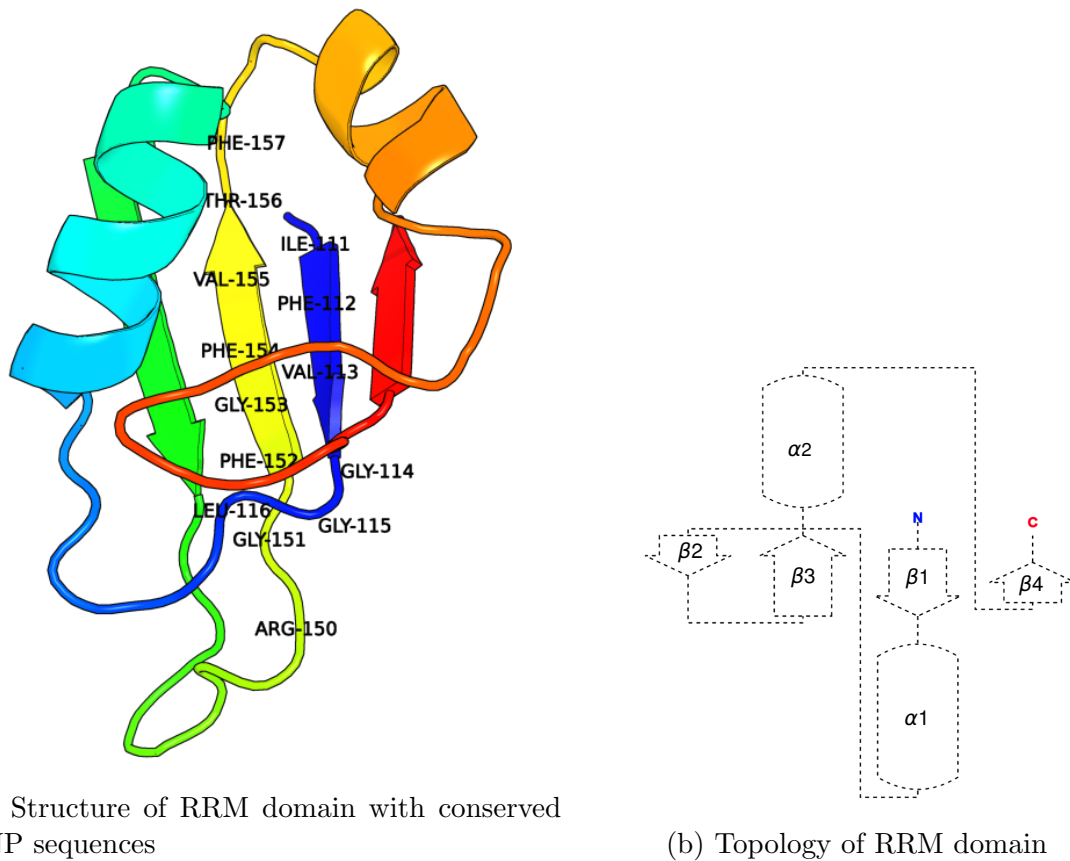 PHE-157
THR-156
ILE-111
VAL-155
PHE-112
PHE-154
VAL-113
GLY-153
PHE-152
GLY-114
LEU-116
GLY-115
GLY-151
ARG-150
α2
N
C
β2
β3
β1
β4
α1
Structure of RRM domain with conserved
sequences
(b) Topology of RRM domain